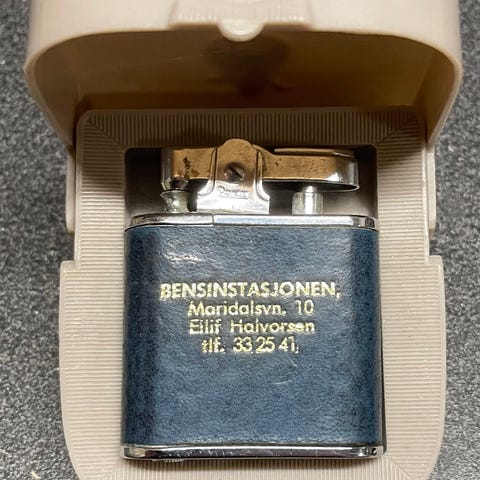 BENSINSTASJONEN,
Maridalsvn. 10
Eilif Halvorsen
tlf. 33 25 41,